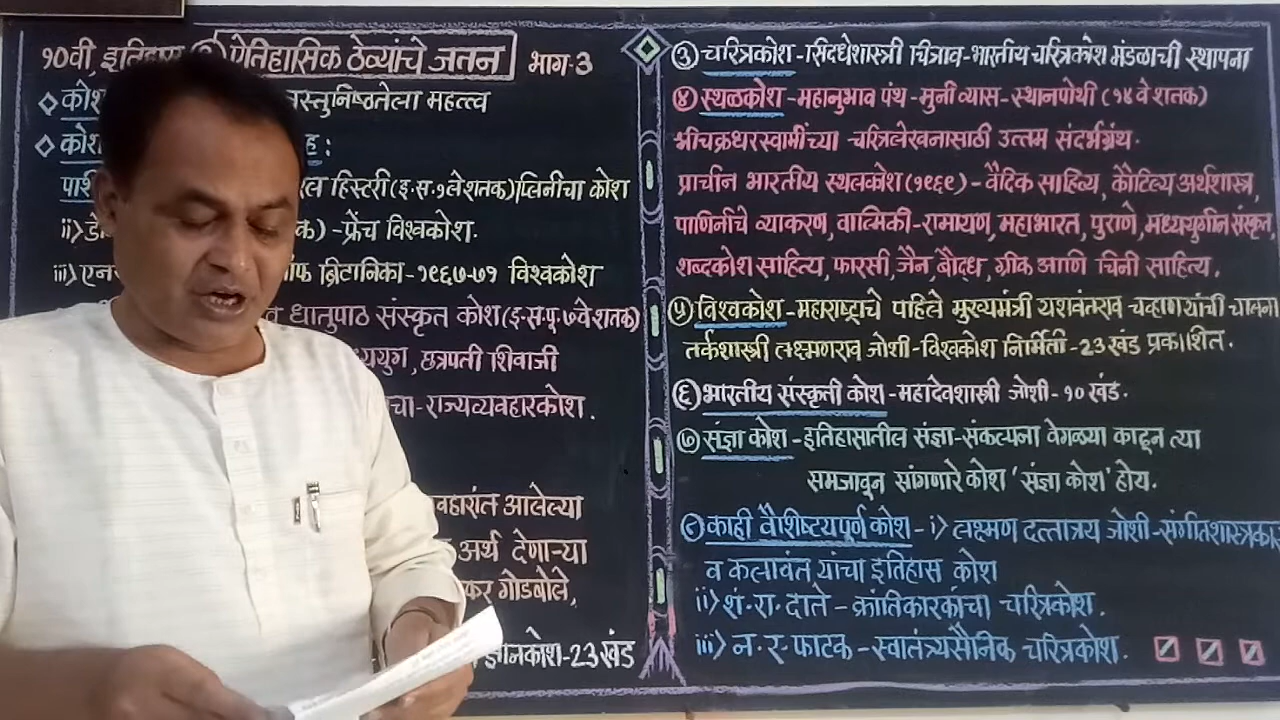 १०वी, इतिहास ऐतिहासिक ठेव्यांचे जतन भाग-3
कोश वस्तुनिष्ठतेला महत्त्व
कोश ह :
हिस्टरी (इ.स.१ले शतक) प्लिनीचा कोश
ii) - फ्रेंच विश्वकोश.
iii) ऑफ ब्रिटानिका - १९६७-७१ विश्वकोश
व धातुपाठ संस्कृत कोश (इ.स.पू.७वे शतक)
ध्ययुग, छत्रपती शिवाजी
चा - राज्यव्यवहारकोश.
वहारांत आलेल्या
अर्थ देणाऱ्या
कर गोडबोले,
ज्ञानकोश - 23 खंड
③ चरित्रकोश - सिद्धेशास्त्री चित्राव - भारतीय चरित्रकोश मंडळाची स्थापना
④ स्थळकोश - महानुभाव पंथ - मुनी व्यास - स्थानपोथी (१४ वे शतक)
श्रीचक्रधरस्वामींच्या चरित्रलेखनासाठी उत्तम संदर्भग्रंथ.
प्राचीन भारतीय स्थलकोश (१९६९) - वैदिक साहित्य, कौटिल्य अर्थशास्त्र,
पाणिनीचे व्याकरण, वाल्मिकी - रामायण, महाभारत, पुराणे, मध्ययुगीन संस्कृत,
शब्दकोश साहित्य, फारसी, जैन, बौद्ध, ग्रीक आणि चिनी साहित्य.
⑤ विश्वकोश - महाराष्ट्राचे पहिले मुख्यमंत्री यशवंतराव चव्हाण यांची चालना
तर्कशास्त्री लक्ष्मणराव जोशी - विश्वकोश निर्मिती - 23 खंड प्रकाशित.
⑥ भारतीय संस्कृती कोश - महादेवशास्त्री जोशी - १० खंड.
⑦ संज्ञा कोश - इतिहासातील संज्ञा - संकल्पना वेगळ्या काढून त्या
समजावून सांगणारे कोश 'संज्ञा कोश' होय.
⑧ काही वैशीष्ट्यपूर्ण कोश - i) लक्ष्मण दत्तात्रय जोशी - संगीतशास्त्रकार
व कलावंत यांचा इतिहास कोश
ii) शं. रा. दाते - क्रांतिकारकांचा चरित्रकोश.
iii) न. र. फाटक - स्वातंत्र्यसैनिक चरित्रकोश.